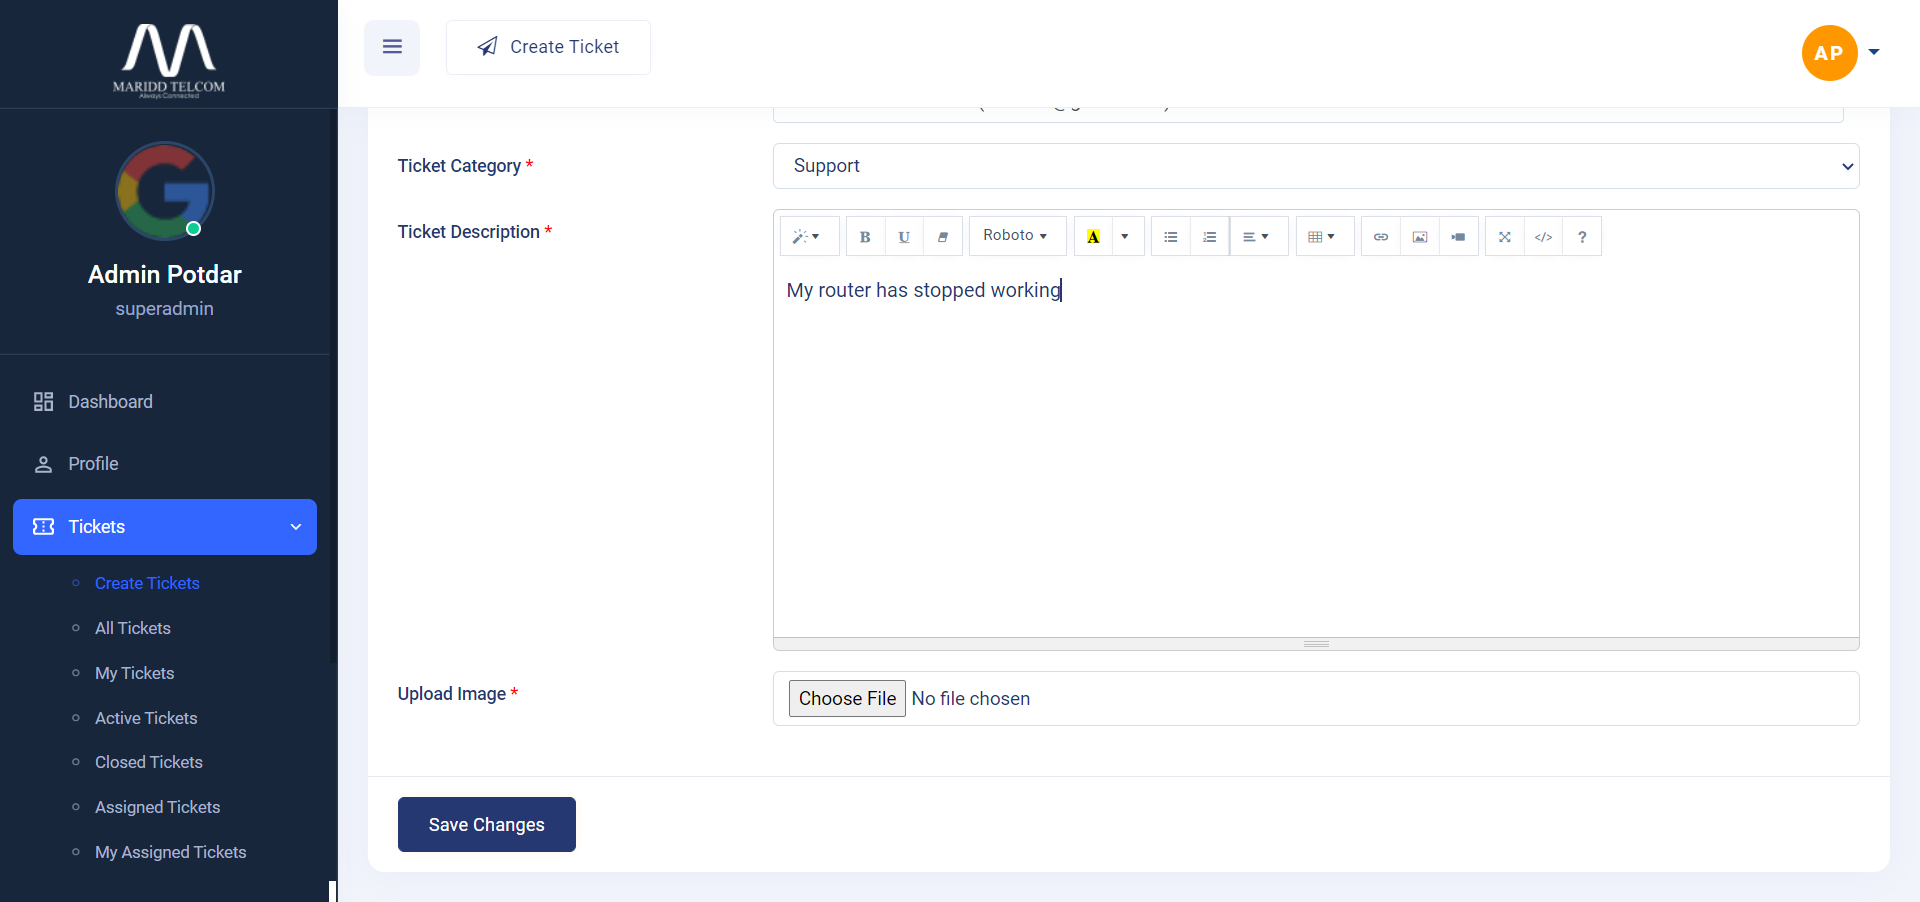 MARIDD TELCOM
Always Connected
Create Ticket
AP
Admin Potdar
superadmin
Dashboard
Profile
Tickets
Create Tickets
All Tickets
My Tickets
Active Tickets
Closed Tickets
Assigned Tickets
My Assigned Tickets
Ticket Category *
Support
Ticket Description *
B U Roboto A </> ?
My router has stopped working
Upload Image *
Choose File No file chosen
Save Changes